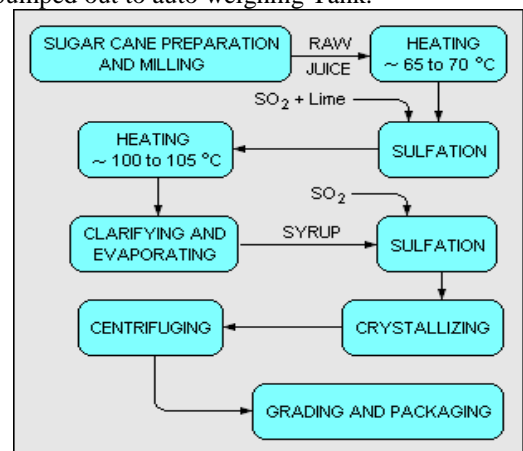 pumped out to auto weighing Tank.
SUGAR CANE PREPARATION
AND MILLING
RAW
JUICE
HEATING
~ 65 to 70 °C
SO2 + Lime
SULFATION
HEATING
~ 100 to 105 °C
SO2
CLARIFYING AND
EVAPORATING
SYRUP
SULFATION
CENTRIFUGING
CRYSTALLIZING
GRADING AND PACKAGING